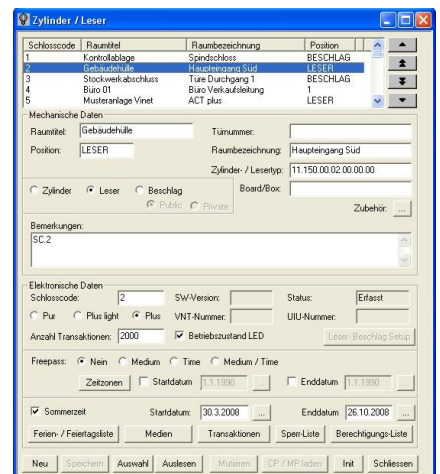 Zylinder / Leser
Schlosscode Raumtitel Raumbezeichnung Position
1 Kontrollablage Spindschloss BESCHLAG
2 Gebäudehülle Haupteingang Süd LESER
3 Stockwerkabschluss Türe Durchgang 1 BESCHLAG
4 Büro 01 Büro Verkaufsleitung 1
5 Musteranlage Vinet ACT plus LESER
Mechanische Daten
Raumtitel: Gebäudehülle Türnummer:
Position: LESER Raumbezeichnung: Haupteingang Süd
Zylinder- / Lesertyp: 11.150.00.02.00.00.00
Zylinder Leser Beschlag Board/Box:
Public Private Zubehör: ...
Bemerkungen:
SC.2
Elektronische Daten
Schlosscode: 2 SW-Version: Status: Erfasst
Pur Plus light Plus VNT-Nummer: UIU-Nummer:
Anzahl Transaktionen: 2000 Betriebszustand LED Leser- Beschlag Setup
Freepass: Nein Medium Time Medium / Time
Zeitzonen Startdatum 1.1.1990 ... Enddatum 1.1.1990 ...
Sommerzeit Startdatum: 30.3.2008 ... Enddatum 26.10.2008 ...
Ferien- / Feiertagsliste Medien Transaktionen Sperr-Liste Berechtigungs-Liste
Neu Speichern Auswahl Auslesen Mutieren CP / MP laden Init Schliessen